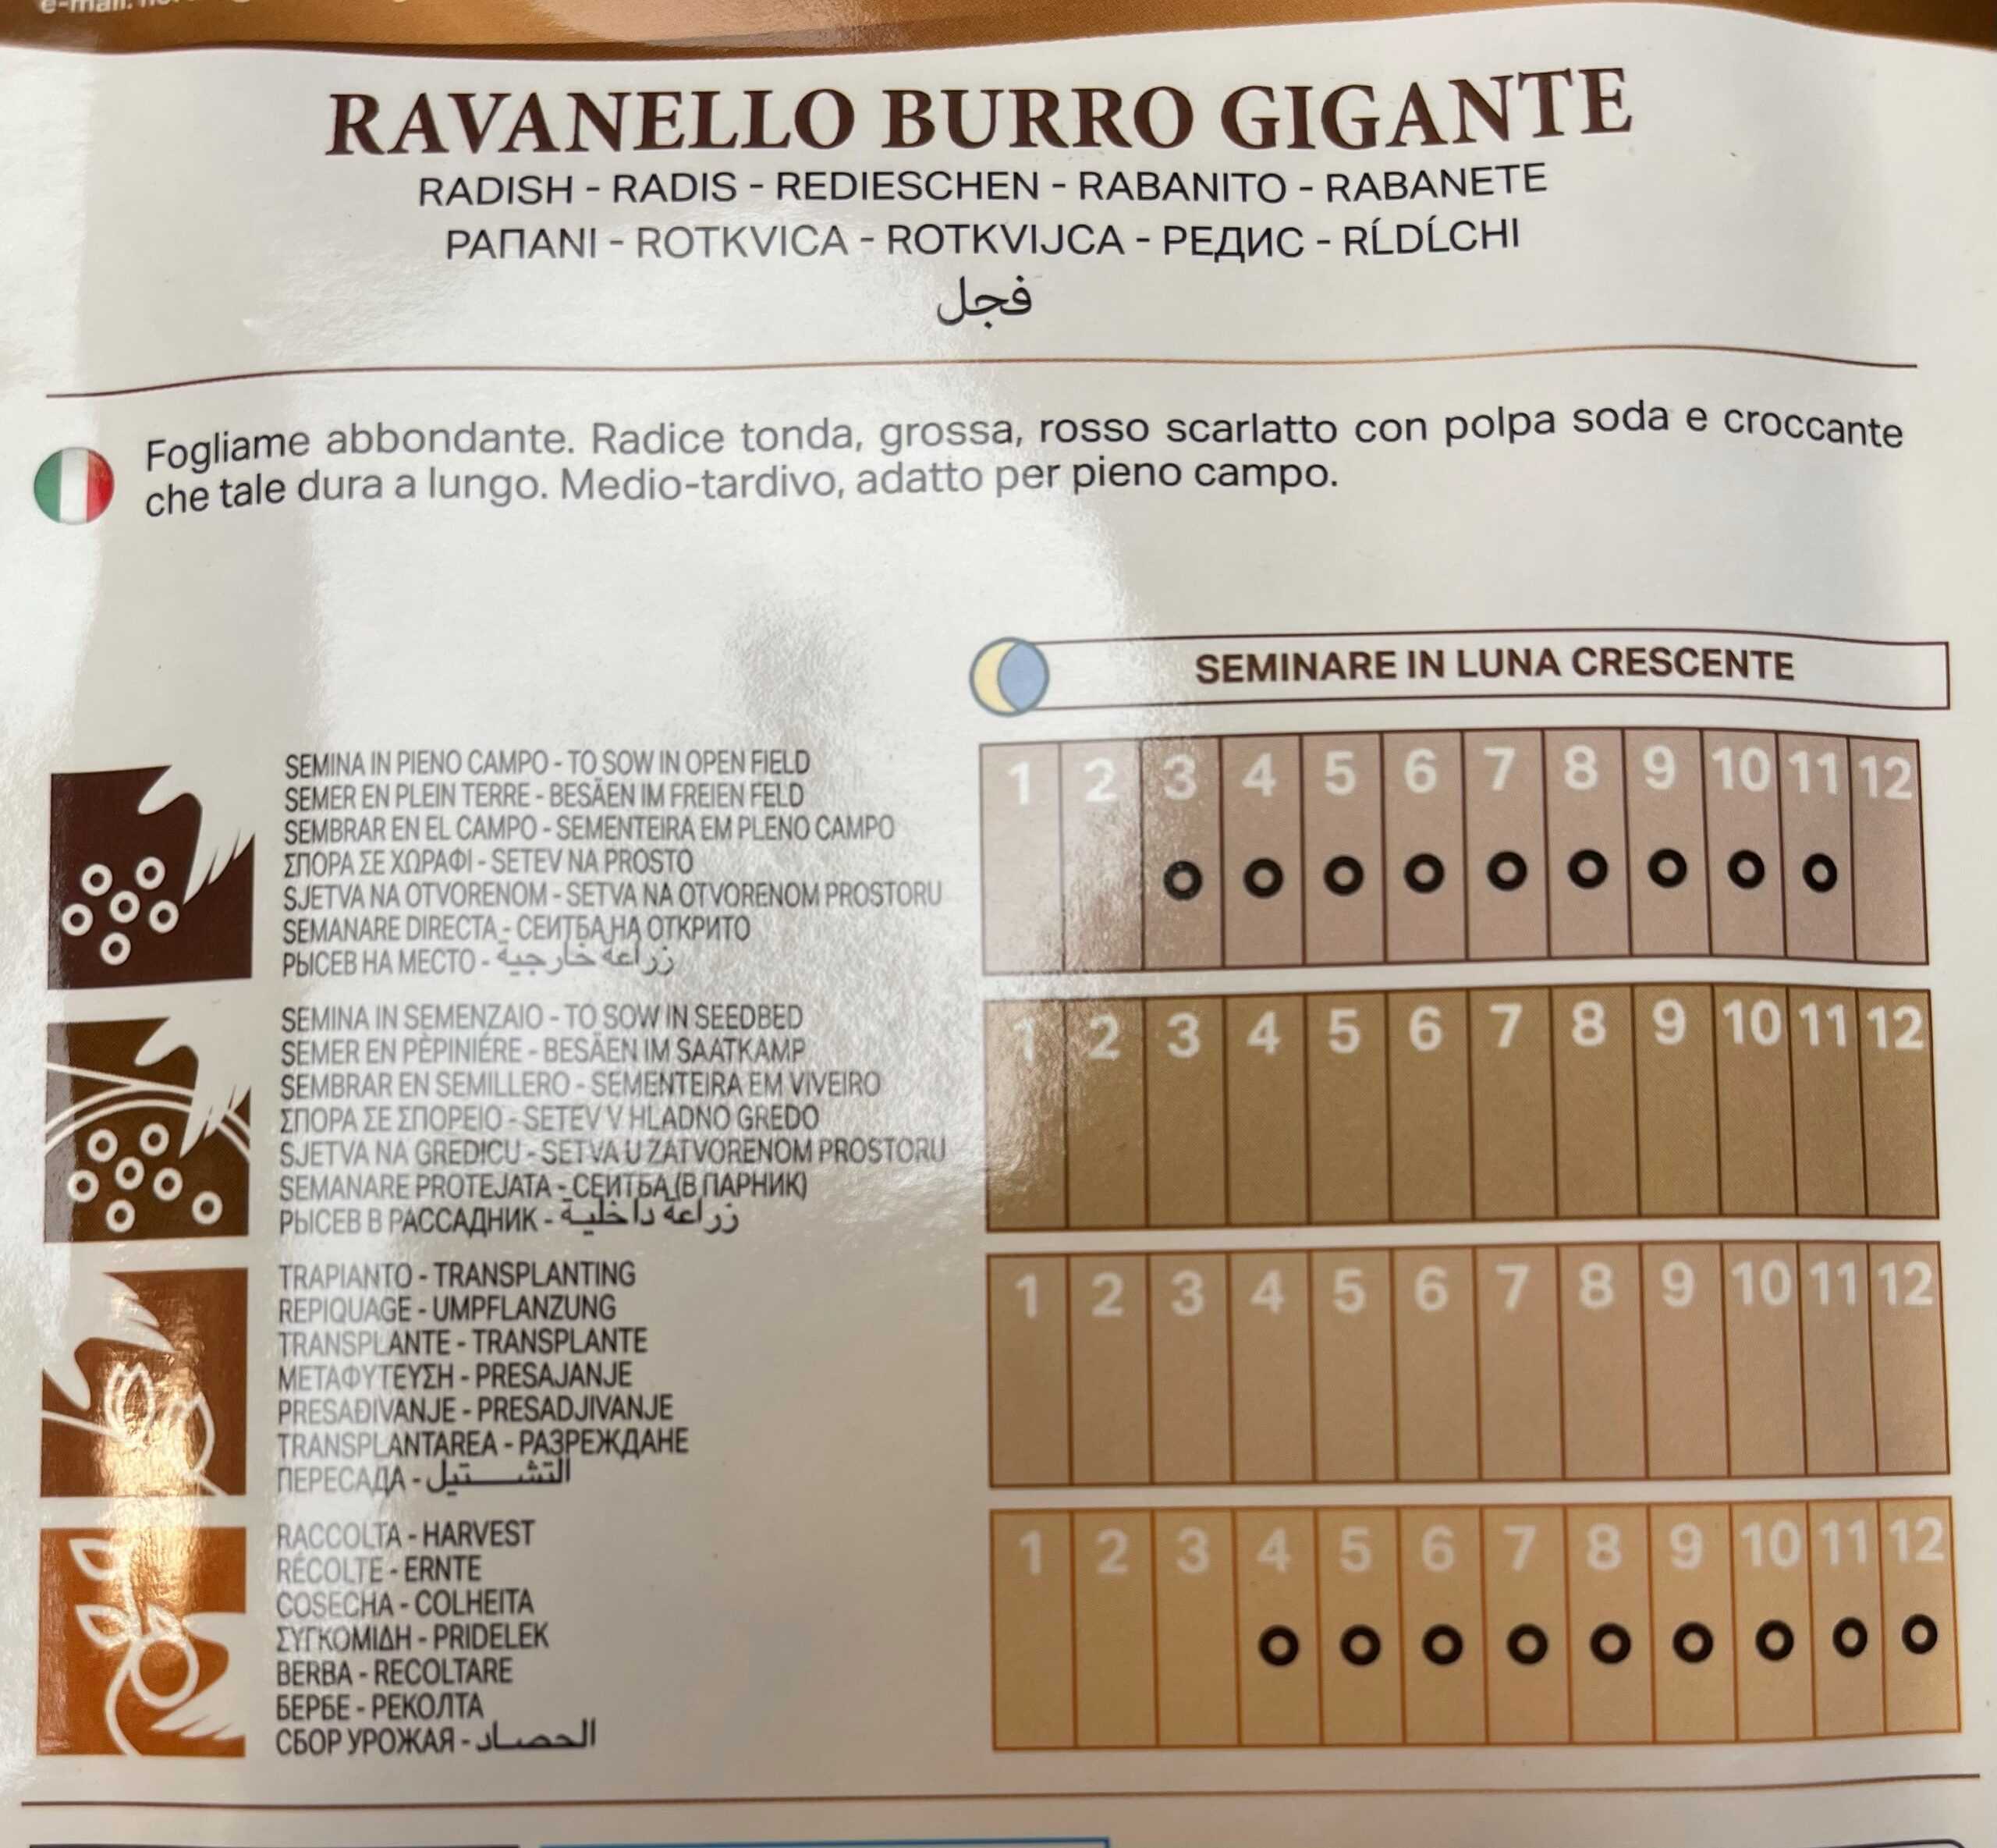 e-mail:
RAVANELLO BURRO GIGANTE
RADISH - RADIS - REDIESCHEN - RABANITO - RABANETE
ΡΑΠΑΝΙ - ROTKVICA - ROTKVIJCA - РЕДИС - RÍDÍCHI
فجل
Fogliame abbondante. Radice tonda, grossa, rosso scarlatto con polpa soda e croccante
che tale dura a lungo. Medio-tardivo, adatto per pieno campo.
SEMINARE IN LUNA CRESCENTE
SEMINA IN PIENO CAMPO - TO SOW IN OPEN FIELD
SEMER EN PLEIN TERRE - BESÄEN IM FREIEN FELD
SEMBRAR EN EL CAMPO - SEMENTEIRA EM PLENO CAMPO
ΣΠΟΡΑ ΣΕ ΧΩΡΑΦΙ - SETEV NA PROSTO
SJETVA NA OTVORENOM - SETVA NA OTVORENOM PROSTORU
SEMANARE DIRECTA - СЕИТБА НА ОТКРИТО
РЫСЕВ НА МЕСТО - زراعة خارجية
1 2 3 4 5 6 7 8 9 10 11 12
SEMINA IN SEMENZAIO - TO SOW IN SEEDBED
SEMER EN PÈPINIÉRE - BESÄEN IM SAATKAMP
SEMBRAR EN SEMILLERO - SEMENTEIRA EM VIVEIRO
ΣΠΟΡΑ ΣΕ ΣΠΟΡΕΙΟ - SETEV V HLADNO GREDO
SJETVA NA GREDICU - SETVA U ZATVORENOM PROSTORU
SEMANARE PROTEJATA - СЕИТБА (В ПАРНИК)
РЫСЕВ В РАССАДНИК - زراعة داخلية
1 2 3 4 5 6 7 8 9 10 11 12
TRAPIANTO - TRANSPLANTING
REPIQUAGE - UMPFLANZUNG
TRANSPLANTE - TRANSPLANTE
ΜΕΤΑΦΥΤΕΥΣΗ - PRESAJANJE
PRESAĐIVANJE - PRESADJIVANJE
TRANSPLANTAREA - РАЗРЕЖДАНЕ
ПЕРЕСАДА - التشـــتيل
1 2 3 4 5 6 7 8 9 10 11 12
RACCOLTA - HARVEST
RÉCOLTE - ERNTE
COSECHA - COLHEITA
ΣΥΓΚΟΜΙΔΗ - PRIDELEK
BERBA - RECOLTARE
БЕРБЕ - РЕКОЛТА
СБОР УРОЖАЯ - الحصـاد
1 2 3 4 5 6 7 8 9 10 11 12